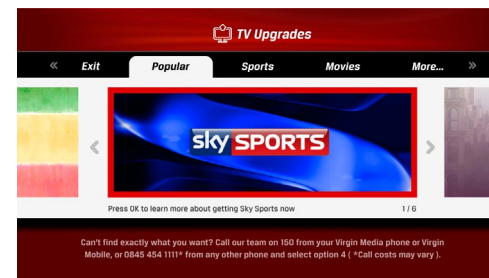 TV Upgrades
« Exit Popular Sports Movies More... »
sky SPORTS
Press OK to learn more about getting Sky Sports now 1 / 6
Can't find exactly what you want? Call our team on 150 from your Virgin Media phone or Virgin
Mobile, or 0845 454 1111* from any other phone and select option 4 ( *Call costs may vary ).